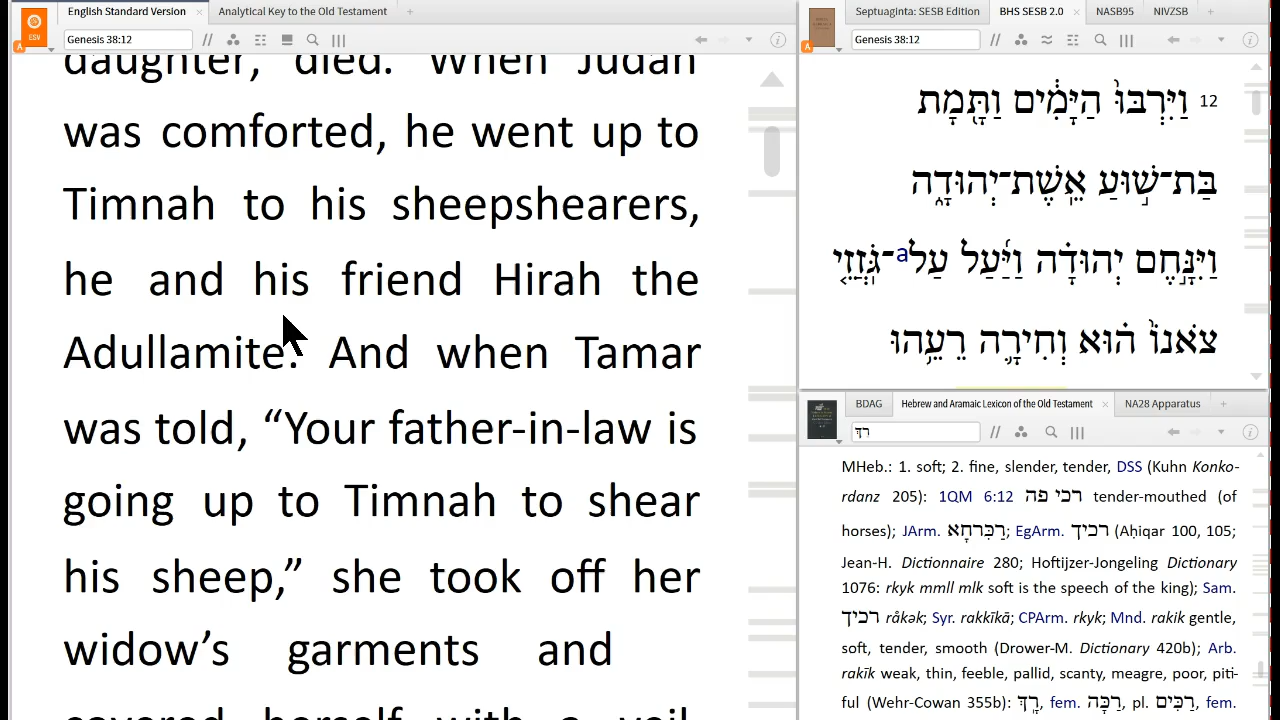 English Standard Version
Analytical Key to the Old Testament
ESV
A
Genesis 38:12
daughter, died. When Judah
was comforted, he went up to
Timnah to his sheepshearers,
he and his friend Hirah the
Adullamite. And when Tamar
was told, “Your father-in-law is
going up to Timnah to shear
his sheep,” she took off her
widow’s garments and
covered herself with a veil,
Septuaginta: SESB Edition
BHS SESB 2.0
NASB95
NIVZSB
A
Genesis 38:12
12 וַיִּרְבּוּ֙ הַיָּמִ֔ים וַתָּ֖מָת
בַּת־שׁ֣וּעַ אֵֽשֶׁת־יְהוּדָ֑ה
וַיִּנָּ֣חֶם יְהוּדָ֗ה וַיַּ֜עַל עַל a־גֹּֽזֲזֵ֤י
צֹאנוֹ֙ ה֗וּא וְחִירָ֛ה רֵעֵ֥הוּ
BDAG
Hebrew and Aramaic Lexicon of the Old Testament
NA28 Apparatus
רךְ
MHeb.: 1. soft; 2. fine, slender, tender, DSS (Kuhn Konko-
rdanz 205): 1QM 6:12 רכי פה tender-mouthed (of
horses); JArm. רַכִּרחָא; EgArm. רכיך (Aḥiqar 100, 105;
Jean-H. Dictionnaire 280; Hoftijzer-Jongeling Dictionary
1076: rkyk mmll mlk soft is the speech of the king); Sam.
רכיך råkək; Syr. rakkīkā; CPArm. rkyk; Mnd. rakik gentle,
soft, tender, smooth (Drower-M. Dictionary 420b); Arb.
rakīk weak, thin, feeble, pallid, scanty, meagre, poor, piti-
ful (Wehr-Cowan 355b): רָךְ, fem. רַכָּה, pl. רַכִּים, fem.